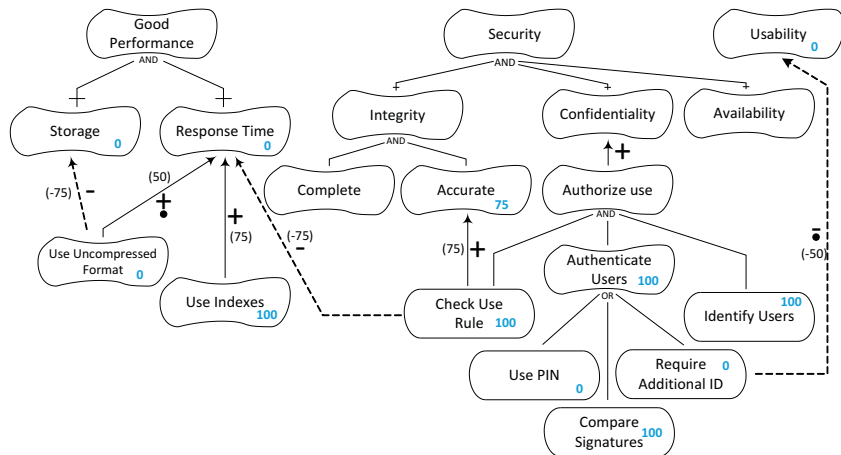 Good
Performance
Security
Usability
0
AND
AND
Storage
0
Response Time
0
Integrity
Confidentiality
Availability
AND
+
(-75)
-
(50)
+
+
(75)
(-75)
-
Complete
Accurate
75
Authorize use
AND
(75)
+
-
(-50)
Use Uncompressed
Format
0
Use Indexes
100
Check Use
Rule
100
Authenticate
Users
100
OR
100
Identify Users
Use PIN
0
Require
Additional ID
0
Compare
Signatures
100